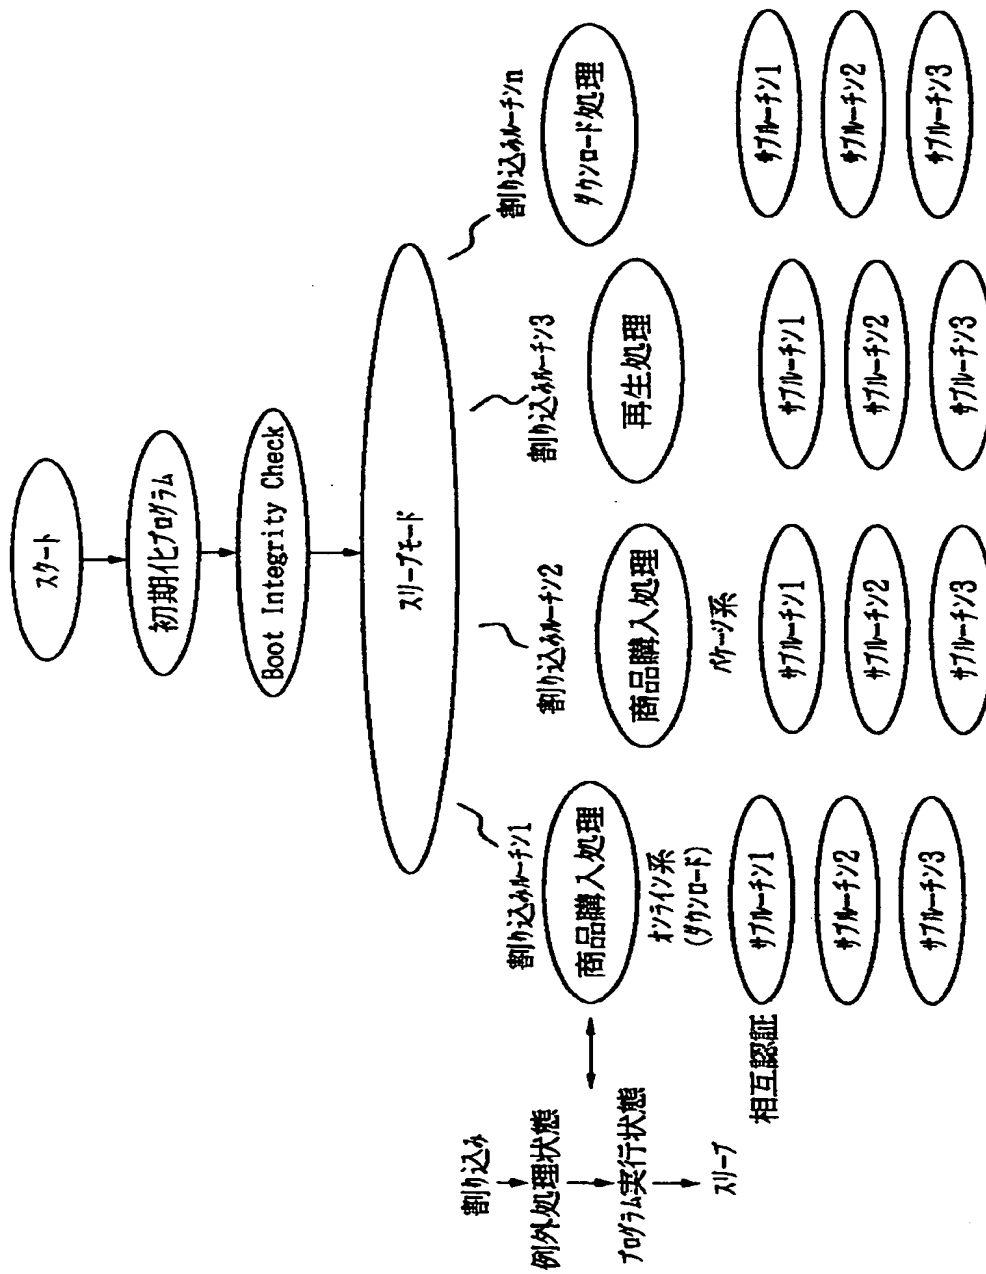 スタート
初期化プログラム
Boot Integrity Check
スリープモード
割り込みルーチン1
割り込みルーチン2
割り込みルーチン3
割り込みルーチンn
商品購入処理
オンライン系
(ダウンロード)
サブルーチン1
サブルーチン2
サブルーチン3
商品購入処理
パケージ系
サブルーチン1
サブルーチン2
サブルーチン3
再生処理
サブルーチン1
サブルーチン2
サブルーチン3
ダウンロード処理
サブルーチン1
サブルーチン2
サブルーチン3
割り込み
例外処理状態
プログラム実行状態
スリープ
相互認証